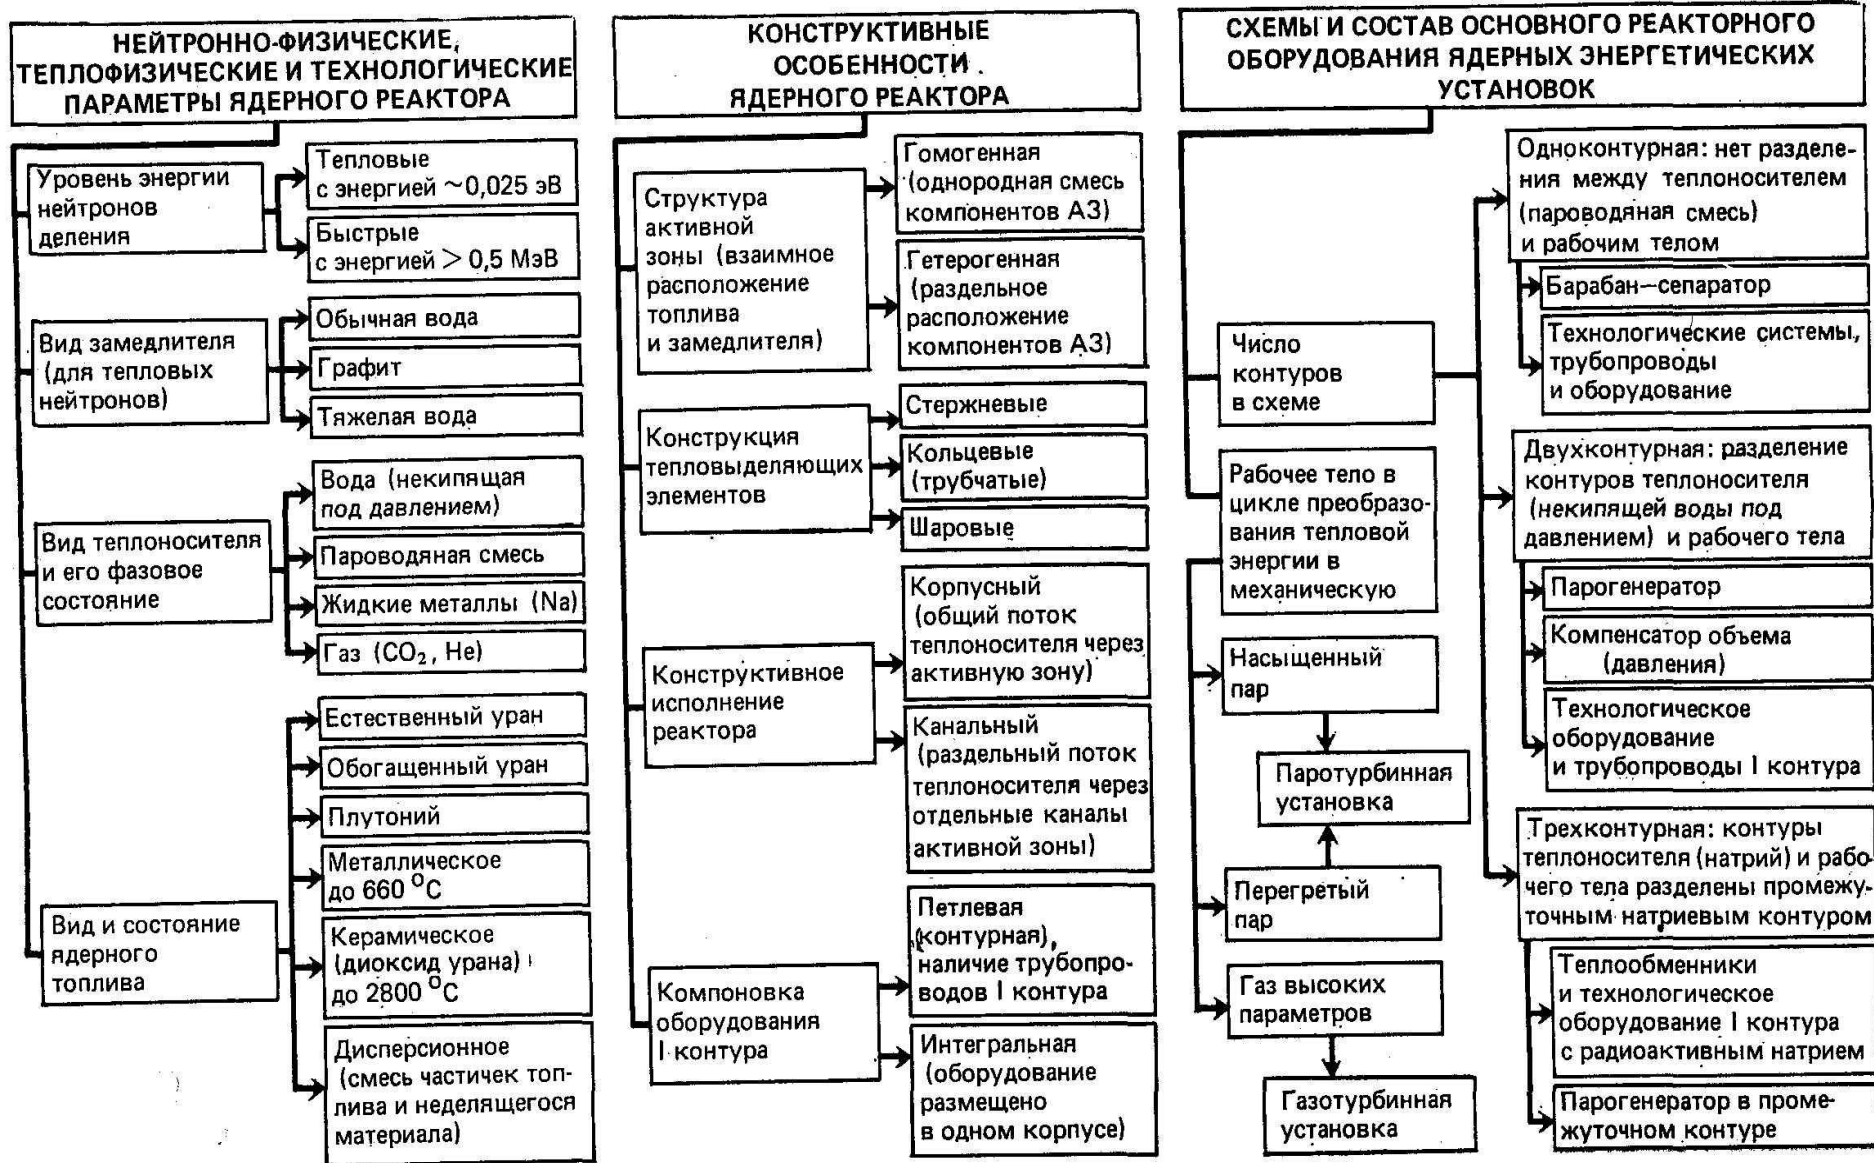 НЕЙТРОННО-ФИЗИЧЕСКИЕ,
ТЕПЛОФИЗИЧЕСКИЕ И ТЕХНОЛОГИЧЕСКИЕ
ПАРАМЕТРЫ ЯДЕРНОГО РЕАКТОРА
Уровень энергии
нейтронов
деления
Тепловые
с энергией ~0,025 эВ
Быстрые
с энергией > 0,5 МэВ
Вид замедлителя
(для тепловых
нейтронов)
Обычная вода
Графит
Тяжелая вода
Вид теплоносителя
и его фазовое
состояние
Вода (некипящая
под давлением)
Пароводяная смесь
Жидкие металлы (Na)
Газ (CO₂, He)
Вид и состояние
ядерного
топлива
Естественный уран
Обогащенный уран
Плутоний
Металлическое
до 660 °С
Керамическое
(диоксид урана)
до 2800 °С
Дисперсионное
(смесь частичек топ-
лива и неделящегося
материала)
КОНСТРУКТИВНЫЕ
ОСОБЕННОСТИ
ЯДЕРНОГО РЕАКТОРА
Структура
активной
зоны (взаимное
расположение
топлива
и замедлителя)
Гомогенная
(однородная смесь
компонентов АЗ)
Гетерогенная
(раздельное
расположение
компонентов АЗ)
Конструкция
тепловыделяющих
элементов
Стержневые
Кольцевые
(трубчатые)
Шаровые
Конструктивное
исполнение
реактора
Корпусный
(общий поток
теплоносителя через
активную зону)
Канальный
(раздельный поток
теплоносителя через
отдельные каналы
активной зоны)
Компоновка
оборудования
I контура
Петлевая
(контурная),
наличие трубопро-
водов I контура
Интегральная
(оборудование
размещено
в одном корпусе)
СХЕМЫ И СОСТАВ ОСНОВНОГО РЕАКТОРНОГО
ОБОРУДОВАНИЯ ЯДЕРНЫХ ЭНЕРГЕТИЧЕСКИХ
УСТАНОВОК
Число
контуров
в схеме
Одноконтурная: нет разделе-
ния между теплоносителем
(пароводяная смесь)
и рабочим телом
Барабан–сепаратор
Технологические системы,
трубопроводы
и оборудование
Двухконтурная: разделение
контуров теплоносителя
(некипящей воды под
давлением) и рабочего тела
Парогенератор
Компенсатор объема
(давления)
Технологическое
оборудование
и трубопроводы I контура
Трехконтурная: контуры
теплоносителя (натрий) и рабо-
чего тела разделены промежу-
точным натриевым контуром
Теплообменники
и технологическое
оборудование I контура
с радиоактивным натрием
Парогенератор в проме-
жуточном контуре
Рабочее тело в
цикле преобразо-
вания тепловой
энергии в
механическую
Насыщенный
пар
Паротурбинная
установка
Перегретый
пар
Газ высоких
параметров
Газотурбинная
установка